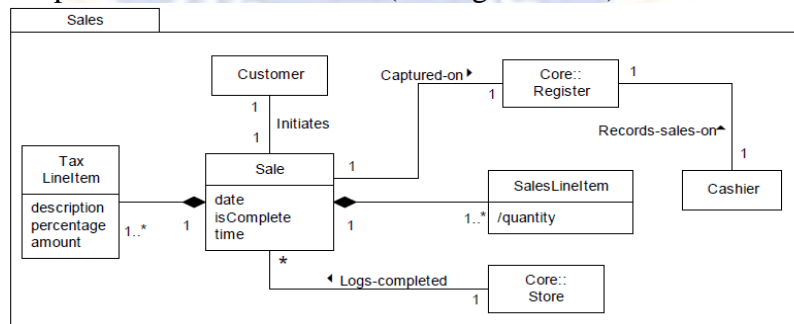 Sales
Customer
Captured-on
Core::
Register
1
1
1
Initiates
1
Records-sales-on
1
1
Tax
LineItem
description
percentage
amount
1..*
1
Sale
date
isComplete
time
1
SalesLineItem
/quantity
1..*
Cashier
1
*
Logs-completed
1
Core::
Store